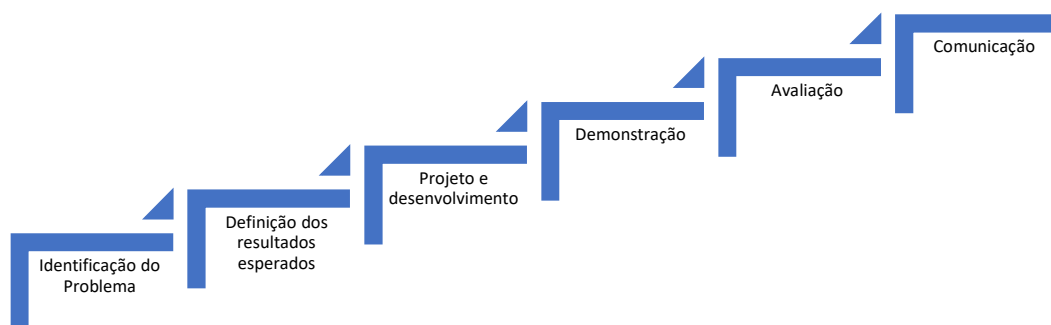 Identificação do
Problema
Definição dos
resultados
esperados
Projeto e
desenvolvimento
Demonstração
Avaliação
Comunicação